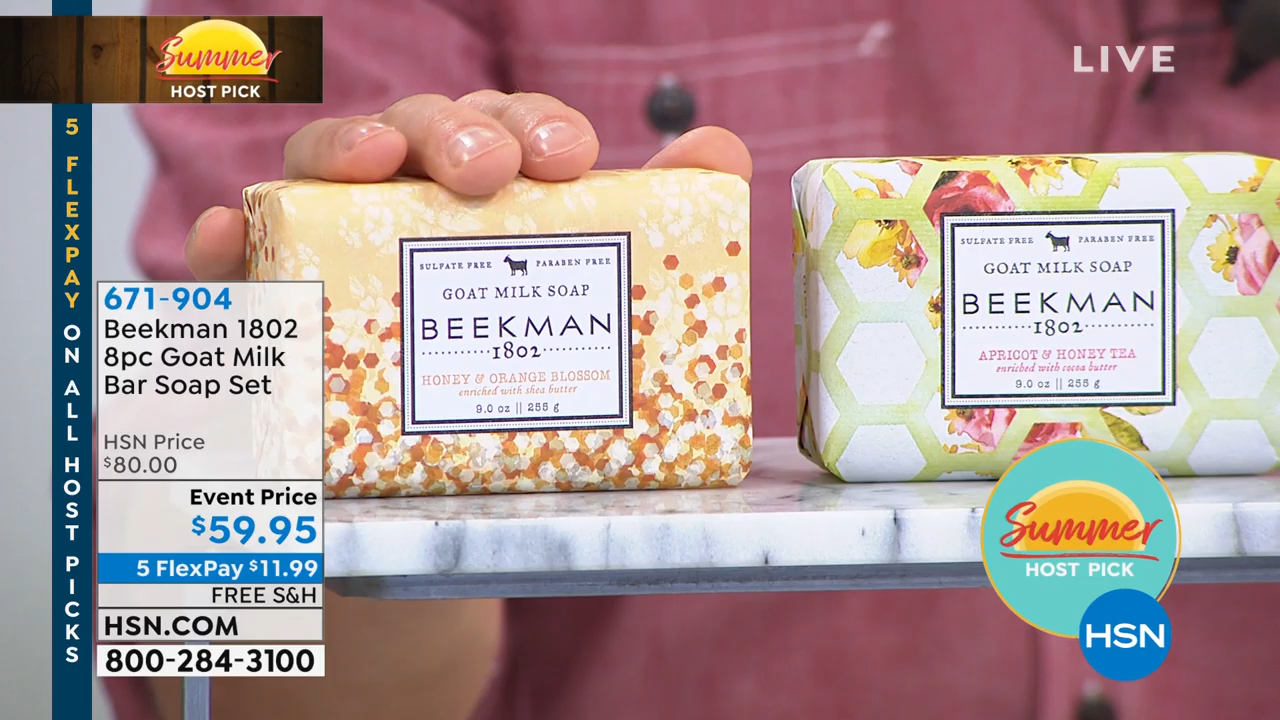 Summer
HOST PICK
LIVE
5 FLEXPAY ON ALL HOST PICKS
671-904
Beekman 1802
8pc Goat Milk
Bar Soap Set
HSN Price
$80.00
Event Price
$59.95
5 FlexPay $11.99
FREE S&H
HSN.COM
800-284-3100
SULFATE FREE PARABEN FREE
GOAT MILK SOAP
BEEKMAN
1802
HONEY & ORANGE BLOSSOM
enriched with shea butter
9.0 oz || 255 g
SULFATE FREE PARABEN FREE
GOAT MILK SOAP
BEEKMAN
1802
APRICOT & HONEY TEA
enriched with cocoa butter
9.0 oz || 255 g
Summer
HOST PICK
HSN